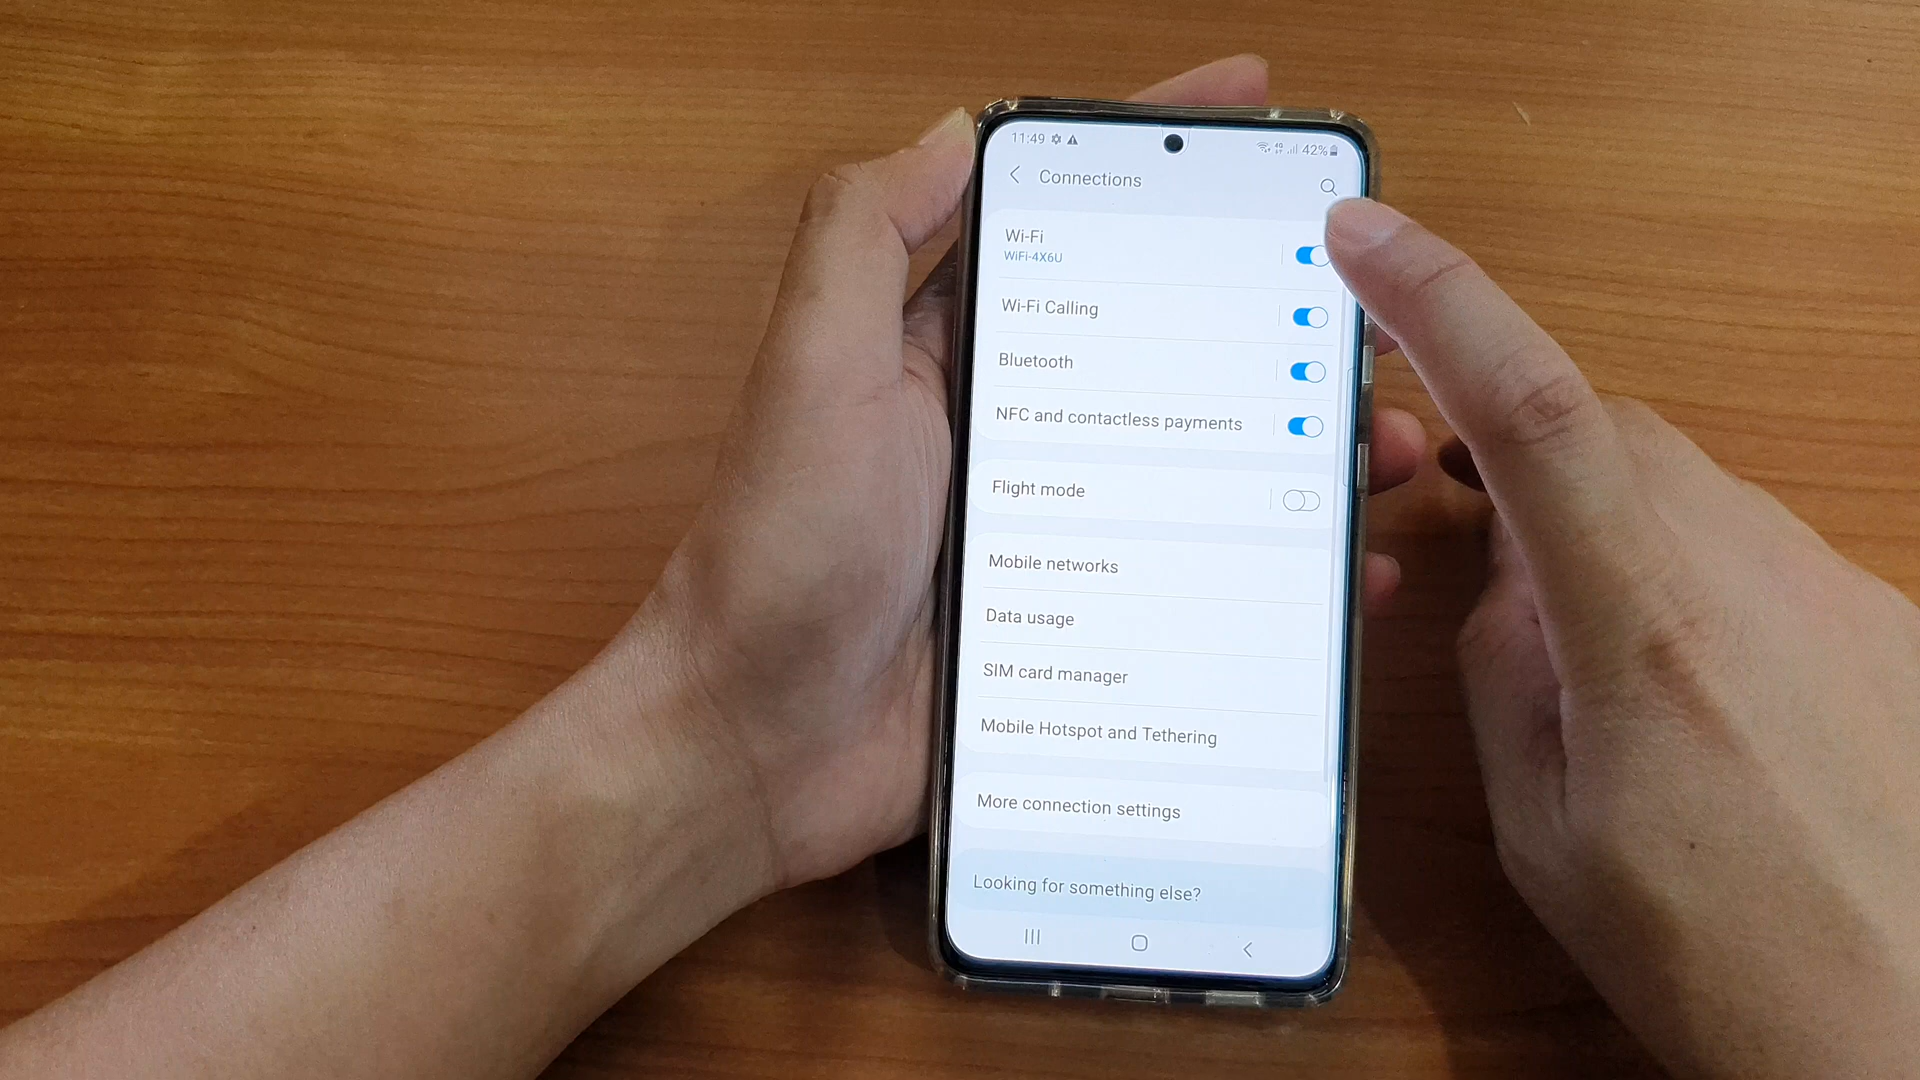 11:49
4G 42%
Connections
Wi-Fi
WiFi-4X6U
Wi-Fi Calling
Bluetooth
NFC and contactless payments
Flight mode
Mobile networks
Data usage
SIM card manager
Mobile Hotspot and Tethering
More connection settings
Looking for something else?